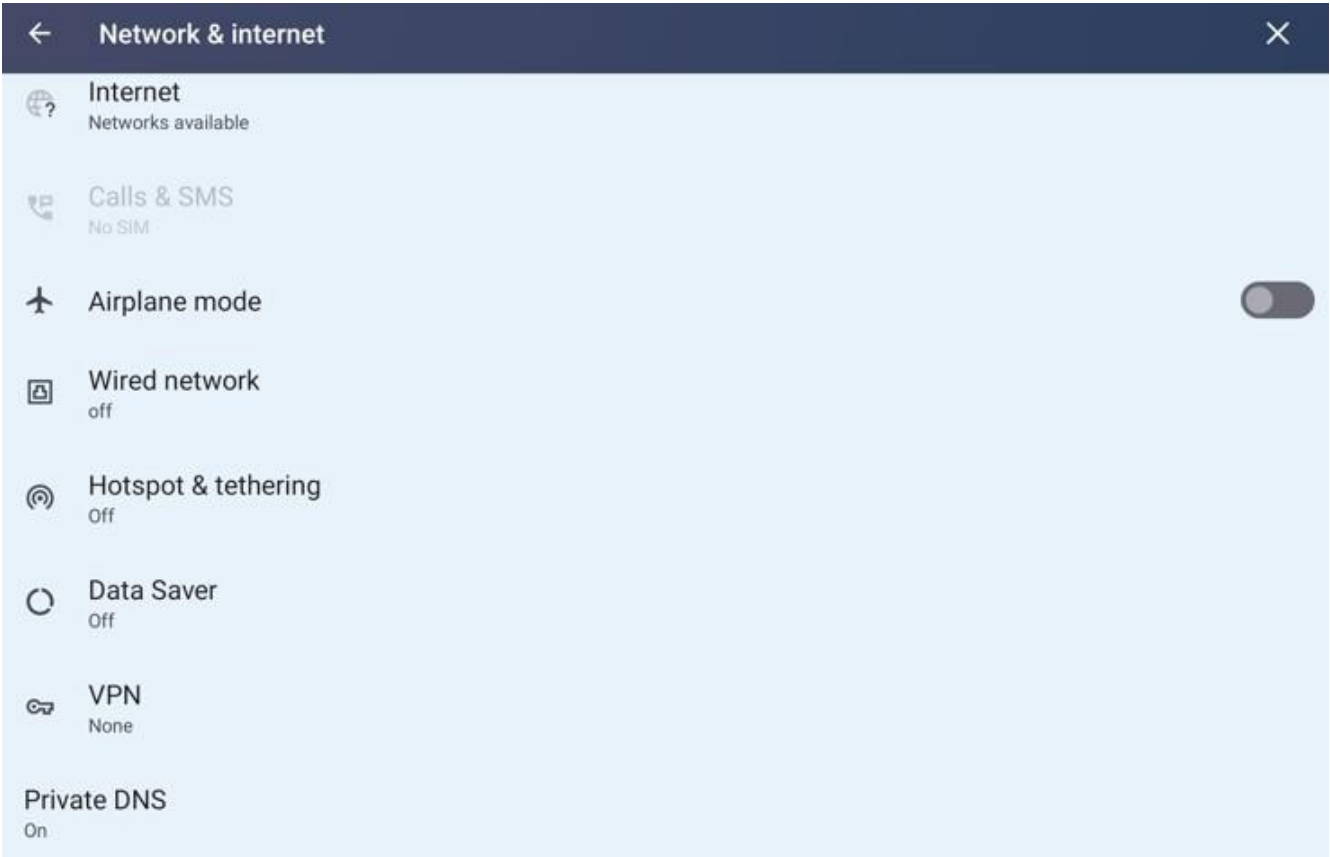 Network & internet
Internet
Networks available
Calls & SMS
No SIM
Airplane mode
Wired network
off
Hotspot & tethering
Off
Data Saver
Off
VPN
None
Private DNS
On